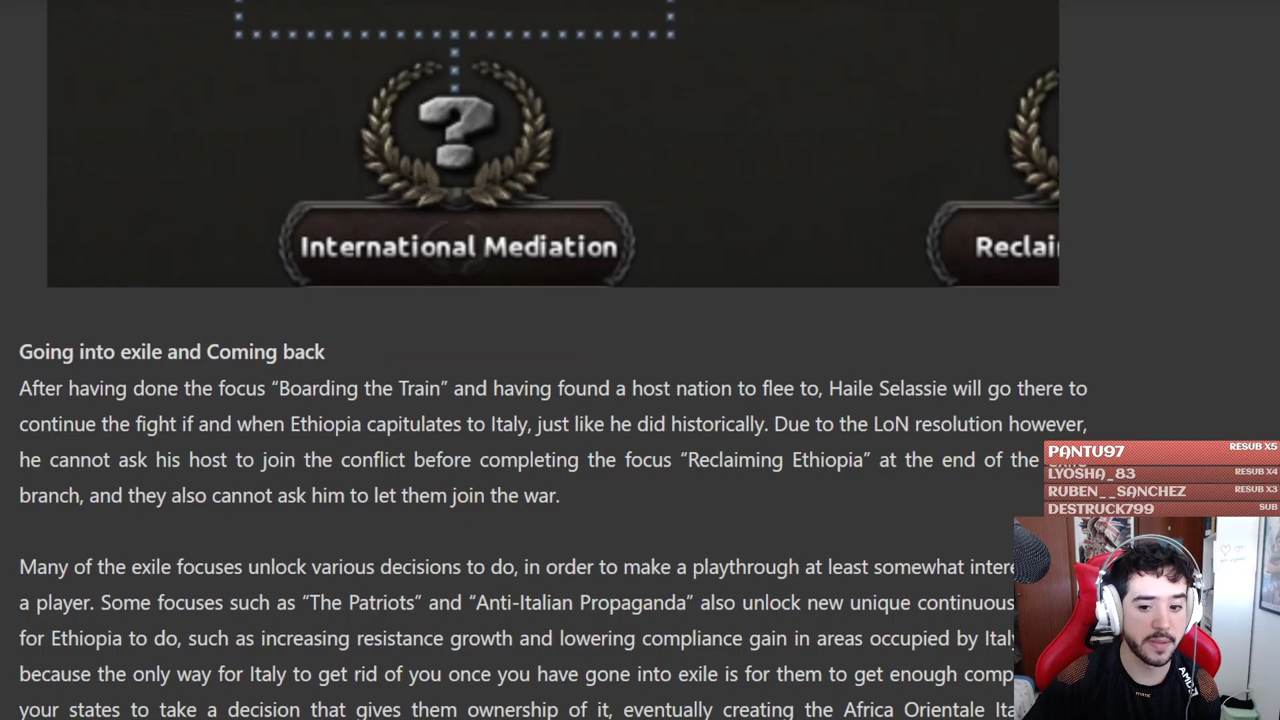 International Mediation
Reclai
Going into exile and Coming back
After having done the focus “Boarding the Train” and having found a host nation to flee to, Haile Selassie will go there to
continue the fight if and when Ethiopia capitulates to Italy, just like he did historically. Due to the LoN resolution however,
he cannot ask his host to join the conflict before completing the focus “Reclaiming Ethiopia” at the end of the
branch, and they also cannot ask him to let them join the war.
Many of the exile focuses unlock various decisions to do, in order to make a playthrough at least somewhat intere
a player. Some focuses such as “The Patriots” and “Anti-Italian Propaganda” also unlock new unique continuous
for Ethiopia to do, such as increasing resistance growth and lowering compliance gain in areas occupied by Italy
because the only way for Italy to get rid of you once you have gone into exile is for them to get enough comp
your states to take a decision that gives them ownership of it, eventually creating the Africa Orientale Ita
PANTU97 RESUB X5
LYOSHA_83 RESUB X4
RUBEN__SANCHEZ RESUB X3
DESTRUCK799 SUB
AMD